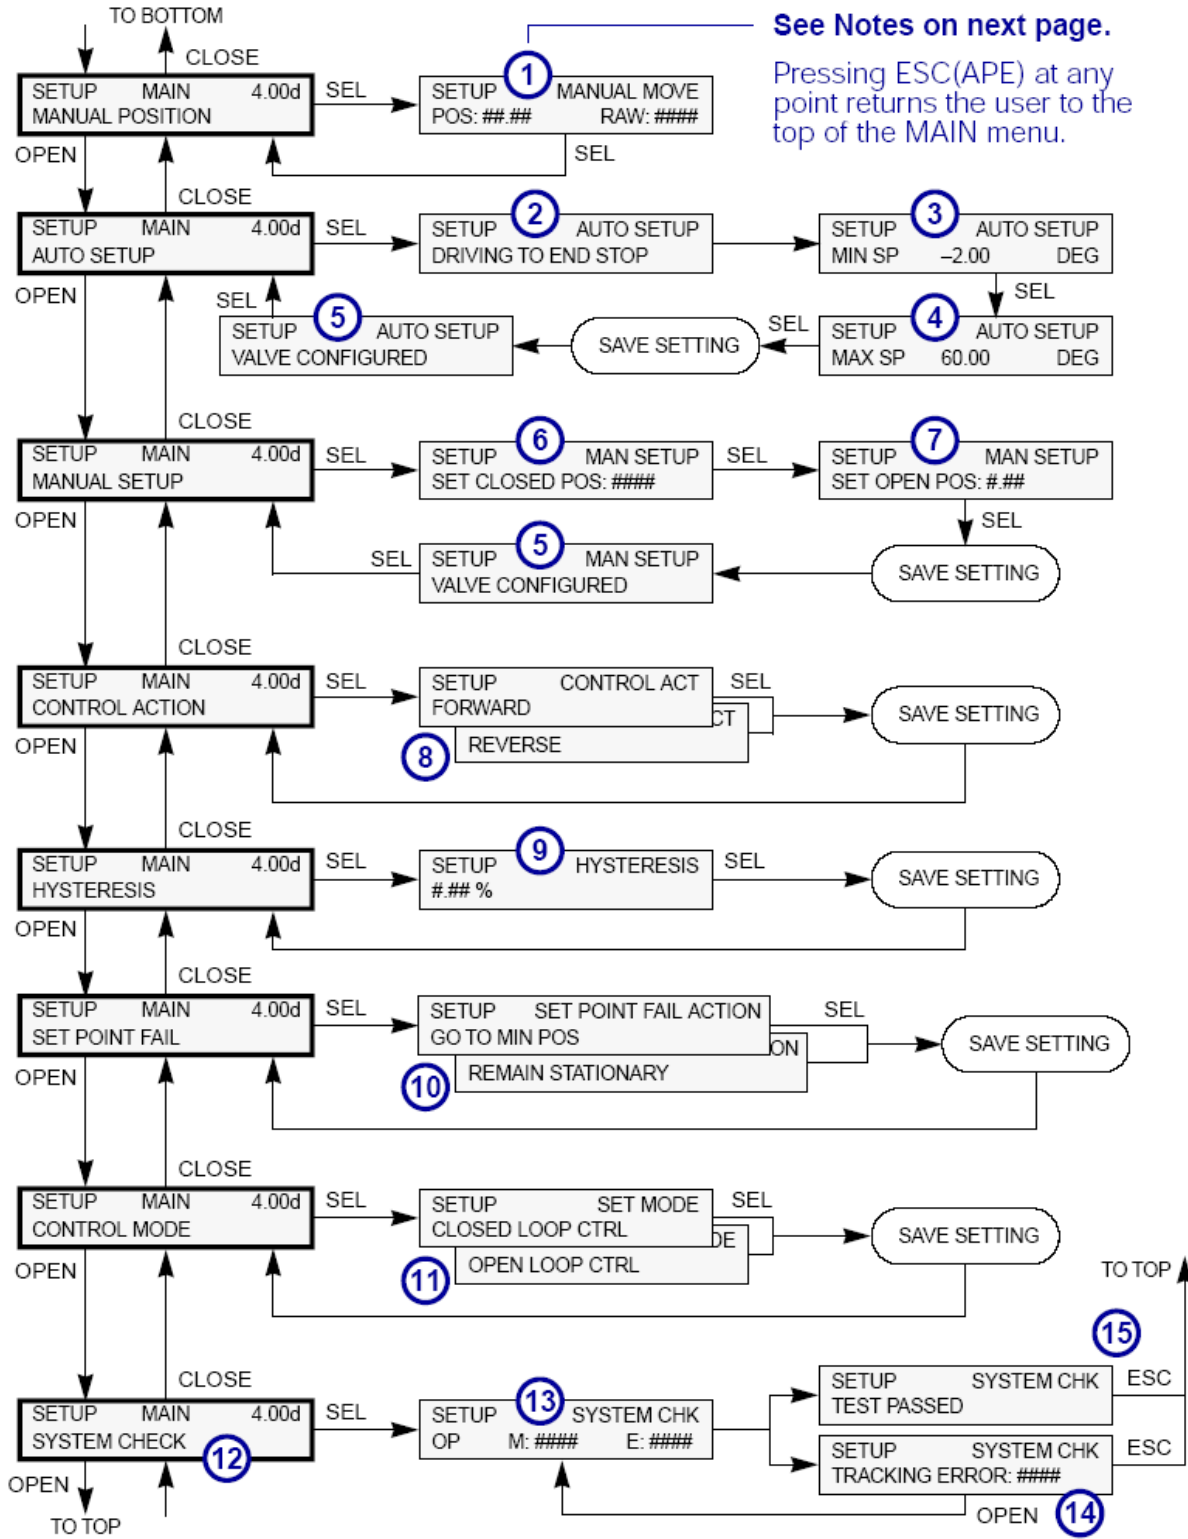 TO BOTTOM
See Notes on next page.
Pressing ESC(APE) at any
point returns the user to the
top of the MAIN menu.
CLOSE
SETUP MAIN 4.00d
MANUAL POSITION
SEL
1
SETUP MANUAL MOVE
POS: ##.## RAW: ####
SEL
OPEN
CLOSE
SETUP MAIN 4.00d
AUTO SETUP
SEL
2
SETUP AUTO SETUP
DRIVING TO END STOP
3
SETUP AUTO SETUP
MIN SP –2.00 DEG
SEL
OPEN
4
SETUP AUTO SETUP
MAX SP 60.00 DEG
SEL
SAVE SETTING
5
SETUP AUTO SETUP
VALVE CONFIGURED
SEL
CLOSE
SETUP MAIN 4.00d
MANUAL SETUP
SEL
6
SETUP MAN SETUP
SET CLOSED POS: ####
SEL
7
SETUP MAN SETUP
SET OPEN POS: #.##
SEL
OPEN
SAVE SETTING
5
SETUP MAN SETUP
VALVE CONFIGURED
SEL
CLOSE
SETUP MAIN 4.00d
CONTROL ACTION
SEL
SETUP CONTROL ACT
FORWARD
CT
8
REVERSE
SEL
SAVE SETTING
OPEN
CLOSE
SETUP MAIN 4.00d
HYSTERESIS
SEL
9
SETUP HYSTERESIS
#.## %
SEL
SAVE SETTING
OPEN
CLOSE
SETUP MAIN 4.00d
SET POINT FAIL
SEL
SETUP SET POINT FAIL ACTION
GO TO MIN POS
ON
10
REMAIN STATIONARY
SEL
SAVE SETTING
OPEN
CLOSE
SETUP MAIN 4.00d
CONTROL MODE
SEL
SETUP SET MODE
CLOSED LOOP CTRL
DE
11
OPEN LOOP CTRL
SEL
SAVE SETTING
OPEN
TO TOP
15
CLOSE
SETUP MAIN 4.00d
SYSTEM CHECK
12
SEL
13
SETUP SYSTEM CHK
OP M: #### E: ####
SETUP SYSTEM CHK
TEST PASSED
ESC
SETUP SYSTEM CHK
TRACKING ERROR: ####
ESC
OPEN
14
OPEN
TO TOP